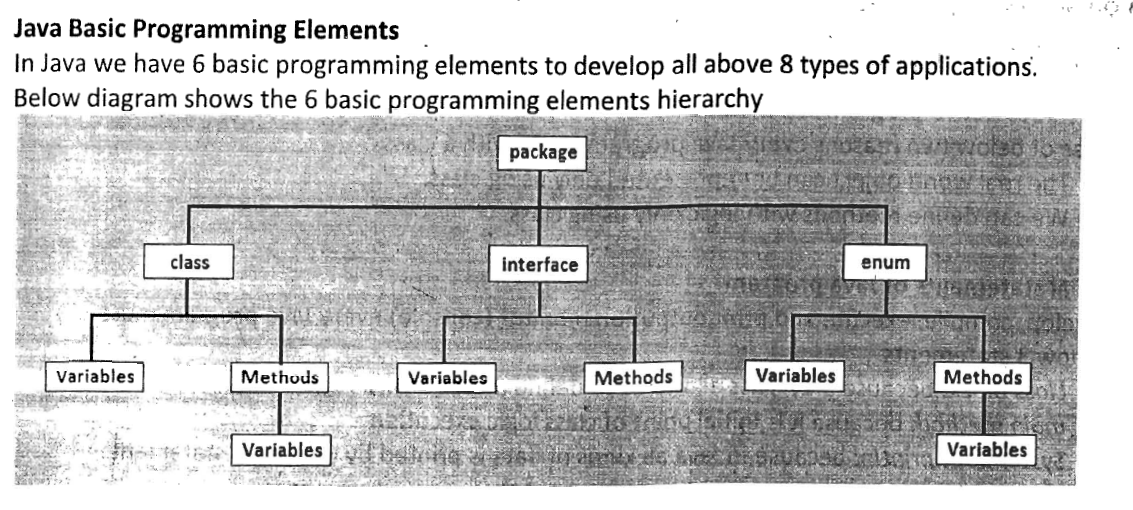 Java Basic Programming Elements
In Java we have 6 basic programming elements to develop all above 8 types of applications.
Below diagram shows the 6 basic programming elements hierarchy
package
class interface enum
Variables Methods Variables Methods Variables Methods
Variables Variables